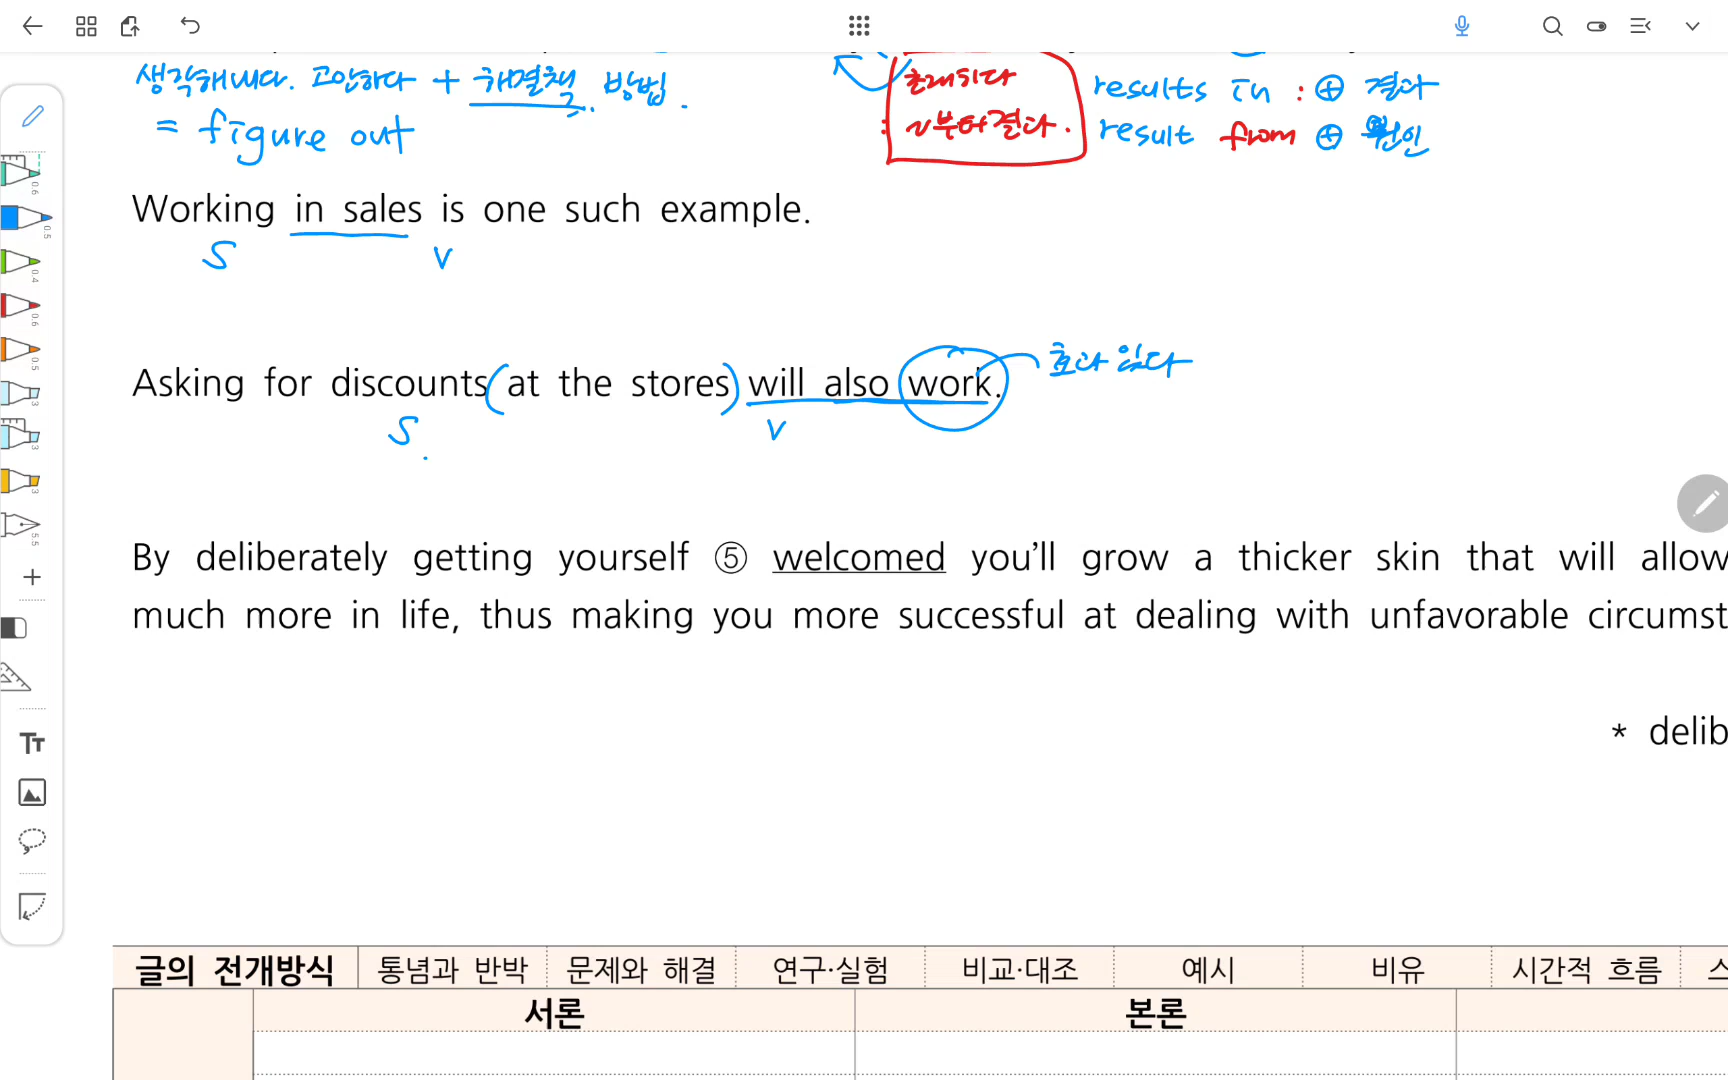 생각해내다. 고안하다 + 해결책. 방법.
= figure out
초래하다
: ~부터 결과.
results in : ⊕ 결과
result from ⊕ 원인
Working in sales is one such example.
S V
효과 있다
Asking for discounts (at the stores) will also work.
S V
By deliberately getting yourself ⑤ welcomed you'll grow a thicker skin that will allow
much more in life, thus making you more successful at dealing with unfavorable circumst
* delib
글의 전개방식 통념과 반박 문제와 해결 연구·실험 비교·대조 예시 비유 시간적 흐름 스
서론 본론